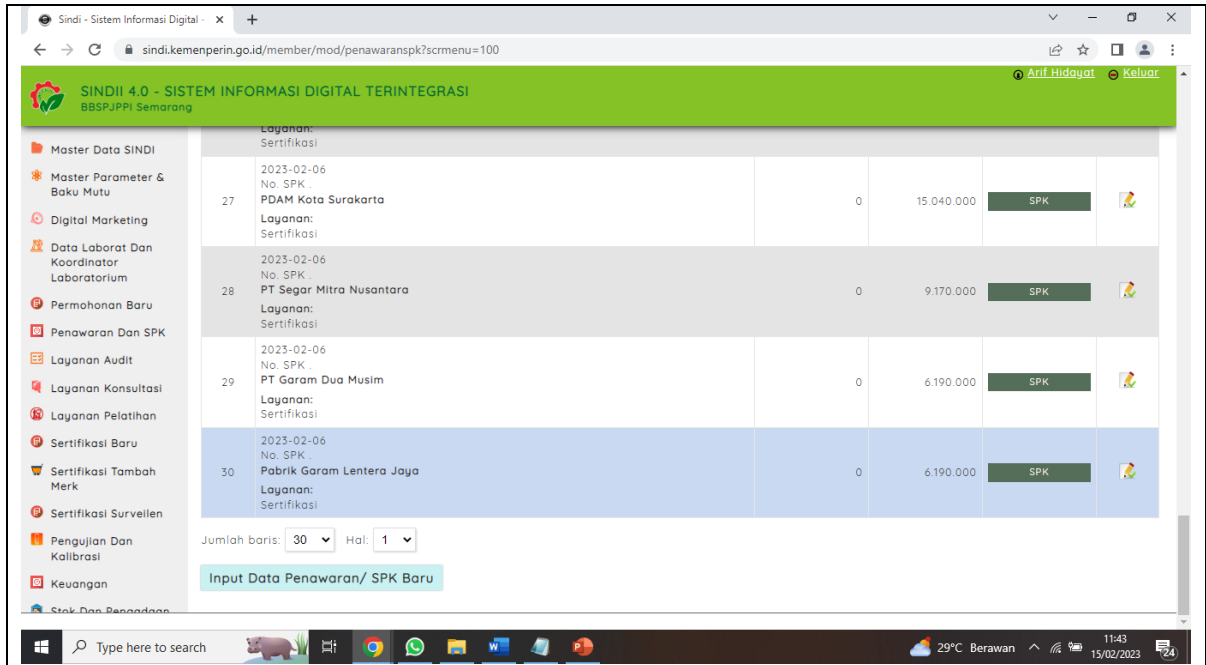 Sindi - Sistem Informasi Digital -
sindi.kemenperin.go.id/member/mod/penawaranspk?scrmenu=100
Arif Hidayat Keluar
SINDII 4.0 - SISTEM INFORMASI DIGITAL TERINTEGRASI
BBSPJPPI Semarang
Master Data SINDI
Master Parameter &
Baku Mutu
Digital Marketing
Data Laborat Dan
Koordinator
Laboratorium
Permohonan Baru
Penawaran Dan SPK
Layanan Audit
Layanan Konsultasi
Layanan Pelatihan
Sertifikasi Baru
Sertifikasi Tambah
Merk
Sertifikasi Surveilen
Pengujian Dan
Kalibrasi
Keuangan
Stok Dan Pengadaan
Layanan:
Sertifikasi
2023-02-06
No. SPK .
27 PDAM Kota Surakarta 0 15.040.000 SPK
Layanan:
Sertifikasi
2023-02-06
No. SPK .
28 PT Segar Mitra Nusantara 0 9.170.000 SPK
Layanan:
Sertifikasi
2023-02-06
No. SPK .
29 PT Garam Dua Musim 0 6.190.000 SPK
Layanan:
Sertifikasi
2023-02-06
No. SPK .
30 Pabrik Garam Lentera Jaya 0 6.190.000 SPK
Layanan:
Sertifikasi
Jumlah baris: 30 Hal: 1
Input Data Penawaran/ SPK Baru
Type here to search
29°C Berawan
11:43
15/02/2023
24